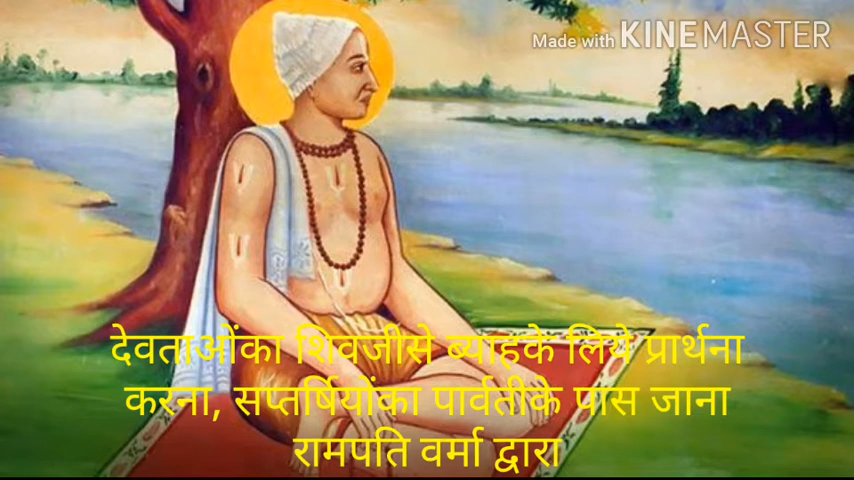 Made with KINEMASTER
देवताओंका शिवजीसे ब्याहके लिये प्रार्थना
करना, सप्तर्षियोंका पार्वतीके पास जाना
रामपति वर्मा द्वारा